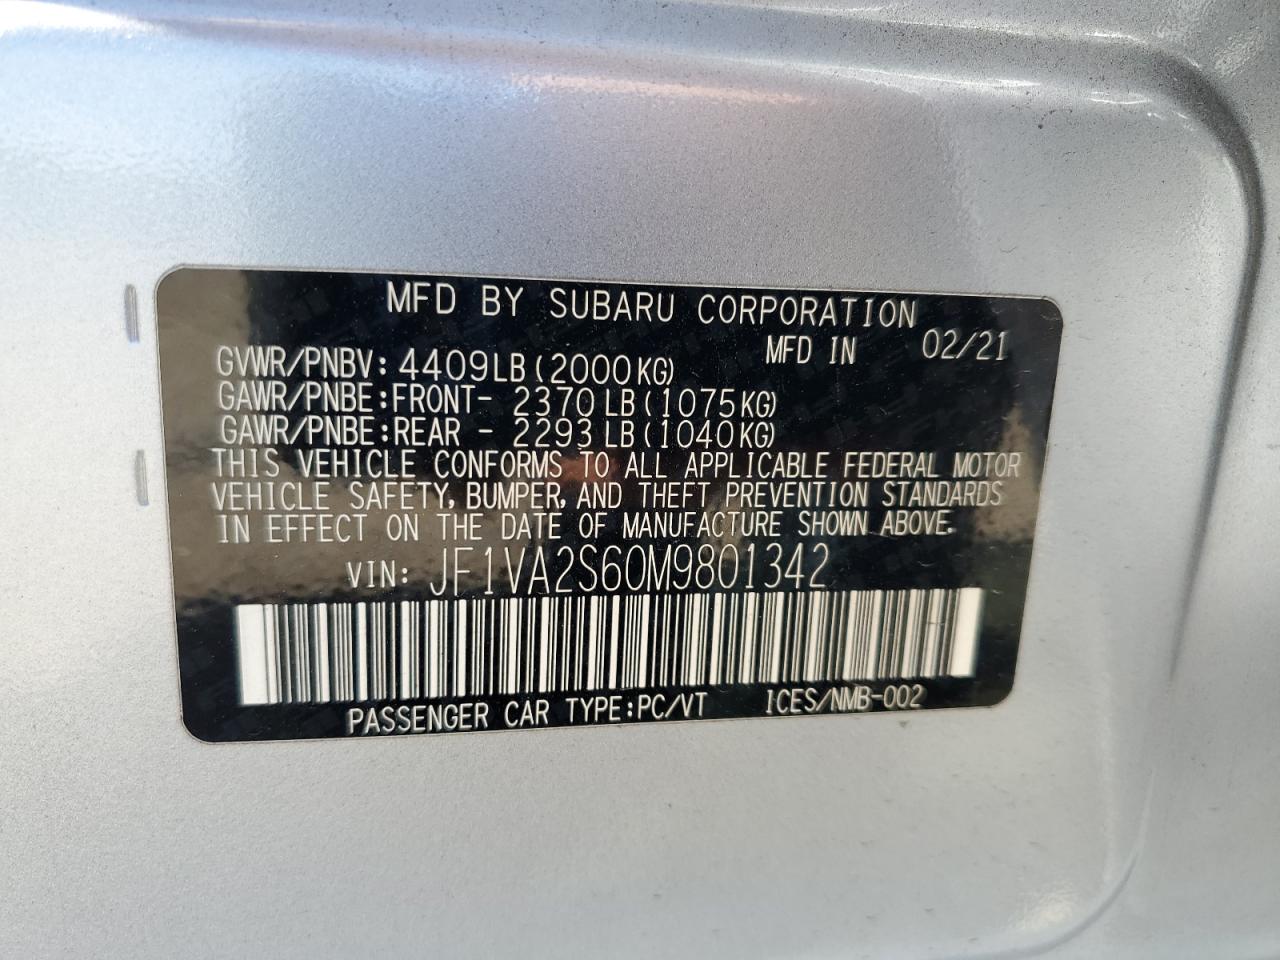 MFD BY SUBARU CORPORATION
MFD IN 02/21
GVWR/PNBV: 4409LB(2000KG)
GAWR/PNBE:FRONT- 2370LB(1075KG)
GAWR/PNBE:REAR - 2293LB(1040KG)
THIS VEHICLE CONFORMS TO ALL APPLICABLE FEDERAL MOTOR
VEHICLE SAFETY, BUMPER, AND THEFT PREVENTION STANDARDS
IN EFFECT ON THE DATE OF MANUFACTURE SHOWN ABOVE.
VIN: JF1VA2S60M9801342
PASSENGER CAR TYPE:PC/VT ICES/NMB-002